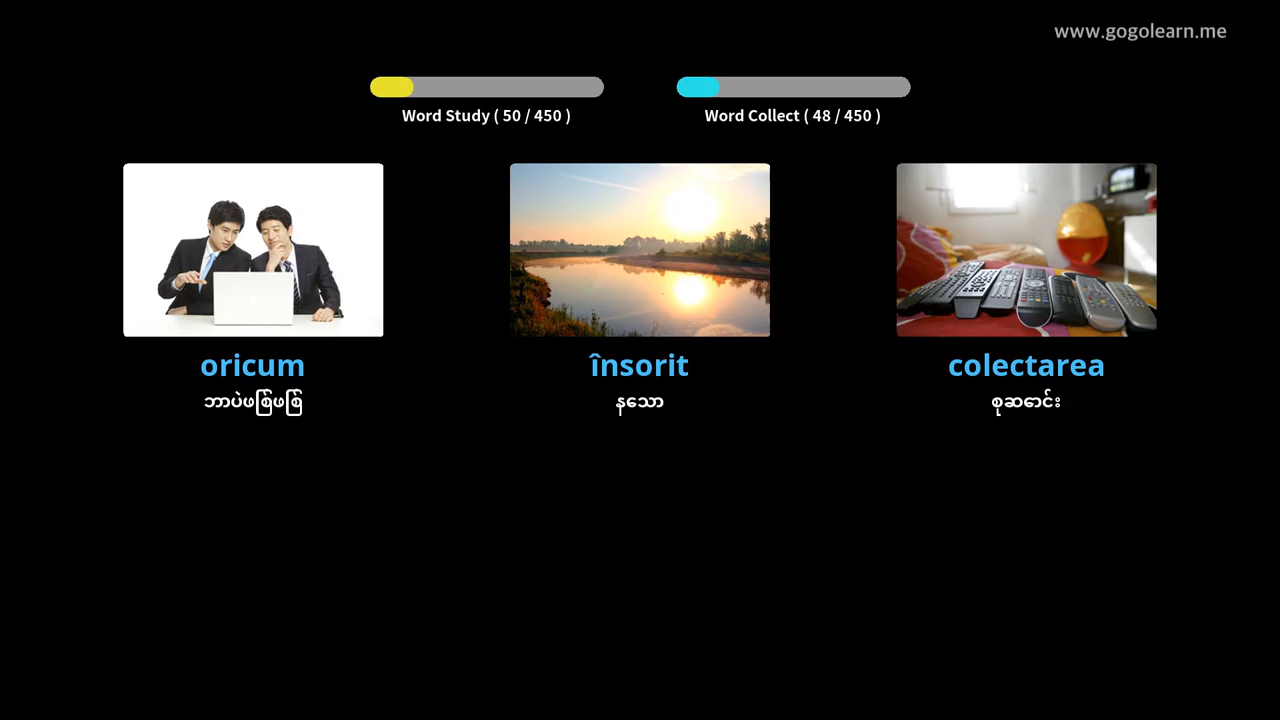 www.gogolearn.me
Word Study ( 50 / 450 )
Word Collect ( 48 / 450 )
oricum
ဘာပဲဖြစ်ဖြစ်
însorit
နသော
colectarea
စုဆောင်း